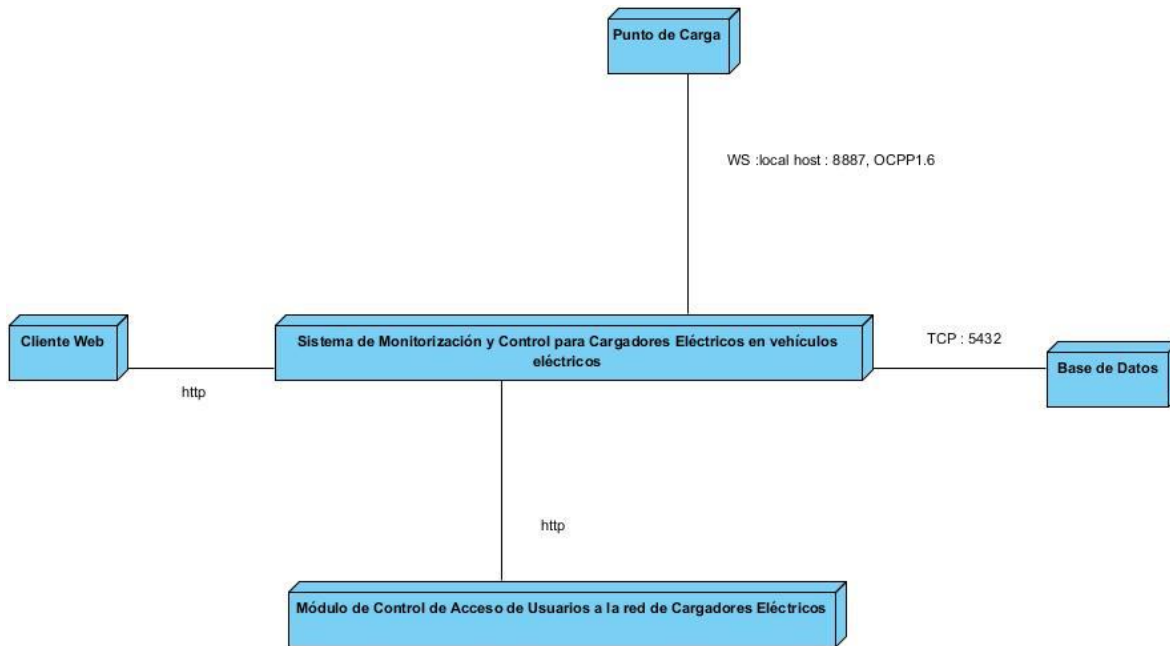 Punto de Carga
WS :local host : 8887, OCPP1.6
Cliente Web
Sistema de Monitorización y Control para Cargadores Eléctricos en vehículos
eléctricos
TCP : 5432
Base de Datos
http
http
Módulo de Control de Acceso de Usuarios a la red de Cargadores Eléctricos